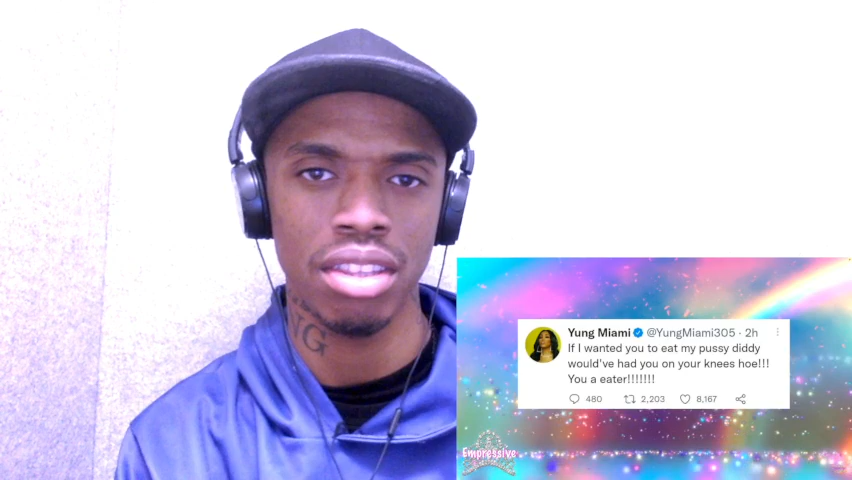 NG
Yung Miami @YungMiami305 · 2h
If I wanted you to eat my pussy diddy
would've had you on your knees hoe!!!
You a eater!!!!!!!
480 2,203 8,167
Empressive